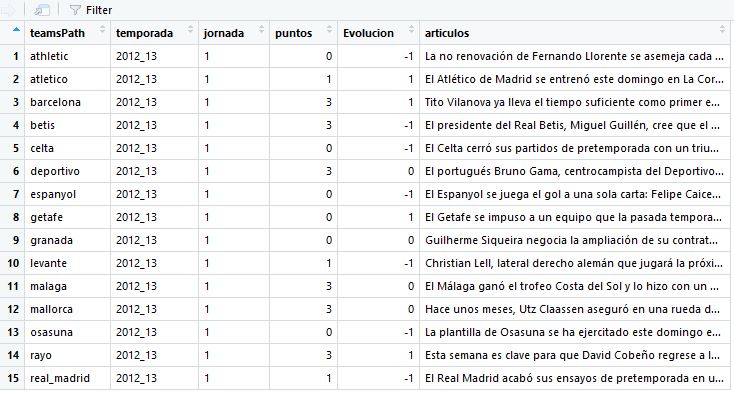 Filter
teamsPath temporada jornada puntos Evolucion articulos
1 athletic 2012_13 1 0 -1 La no renovación de Fernando Llorente se asemeja cada ...
2 atletico 2012_13 1 1 1 El Atlético de Madrid se entrenó este domingo en La Cor...
3 barcelona 2012_13 1 3 1 Tito Vilanova ya lleva el tiempo suficiente como primer e...
4 betis 2012_13 1 3 -1 El presidente del Real Betis, Miguel Guillén, cree que el ...
5 celta 2012_13 1 0 -1 El Celta cerró sus partidos de pretemporada con un triu...
6 deportivo 2012_13 1 3 0 El portugués Bruno Gama, centrocampista del Deportivo...
7 espanyol 2012_13 1 0 -1 El Espanyol se juega el gol a una sola carta: Felipe Caice...
8 getafe 2012_13 1 0 1 El Getafe se impuso a un equipo que la pasada tempora...
9 granada 2012_13 1 0 0 Guilherme Siqueira negocia la ampliación de su contrat...
10 levante 2012_13 1 1 -1 Christian Lell, lateral derecho alemán que jugará la próxi...
11 malaga 2012_13 1 3 0 El Málaga ganó el trofeo Costa del Sol y lo hizo con un ...
12 mallorca 2012_13 1 3 0 Hace unos meses, Utz Claassen aseguró en una rueda d...
13 osasuna 2012_13 1 0 -1 La plantilla de Osasuna se ha ejercitado este domingo e...
14 rayo 2012_13 1 3 1 Esta semana es clave para que David Cobeño regrese a l...
15 real_madrid 2012_13 1 1 -1 El Real Madrid acabó sus ensayos de pretemporada en u...